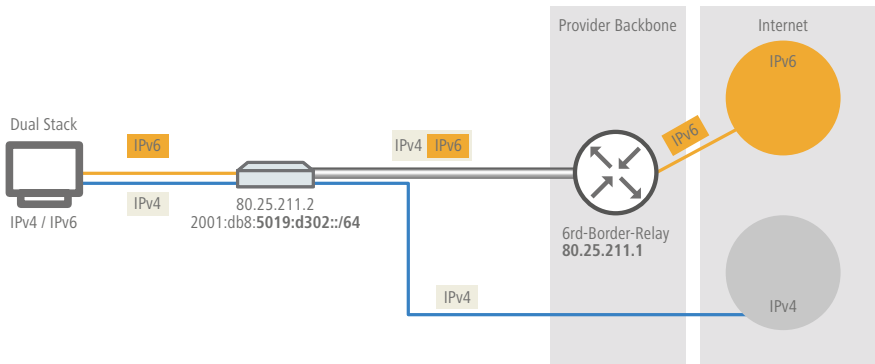 Provider Backbone
Internet
IPv6
Dual Stack
IPv6
IPv4 IPv6
IPv6
IPv4
IPv4 / IPv6
80.25.211.2
2001:db8:5019:d302::/64
6rd-Border-Relay
80.25.211.1
IPv4
IPv4